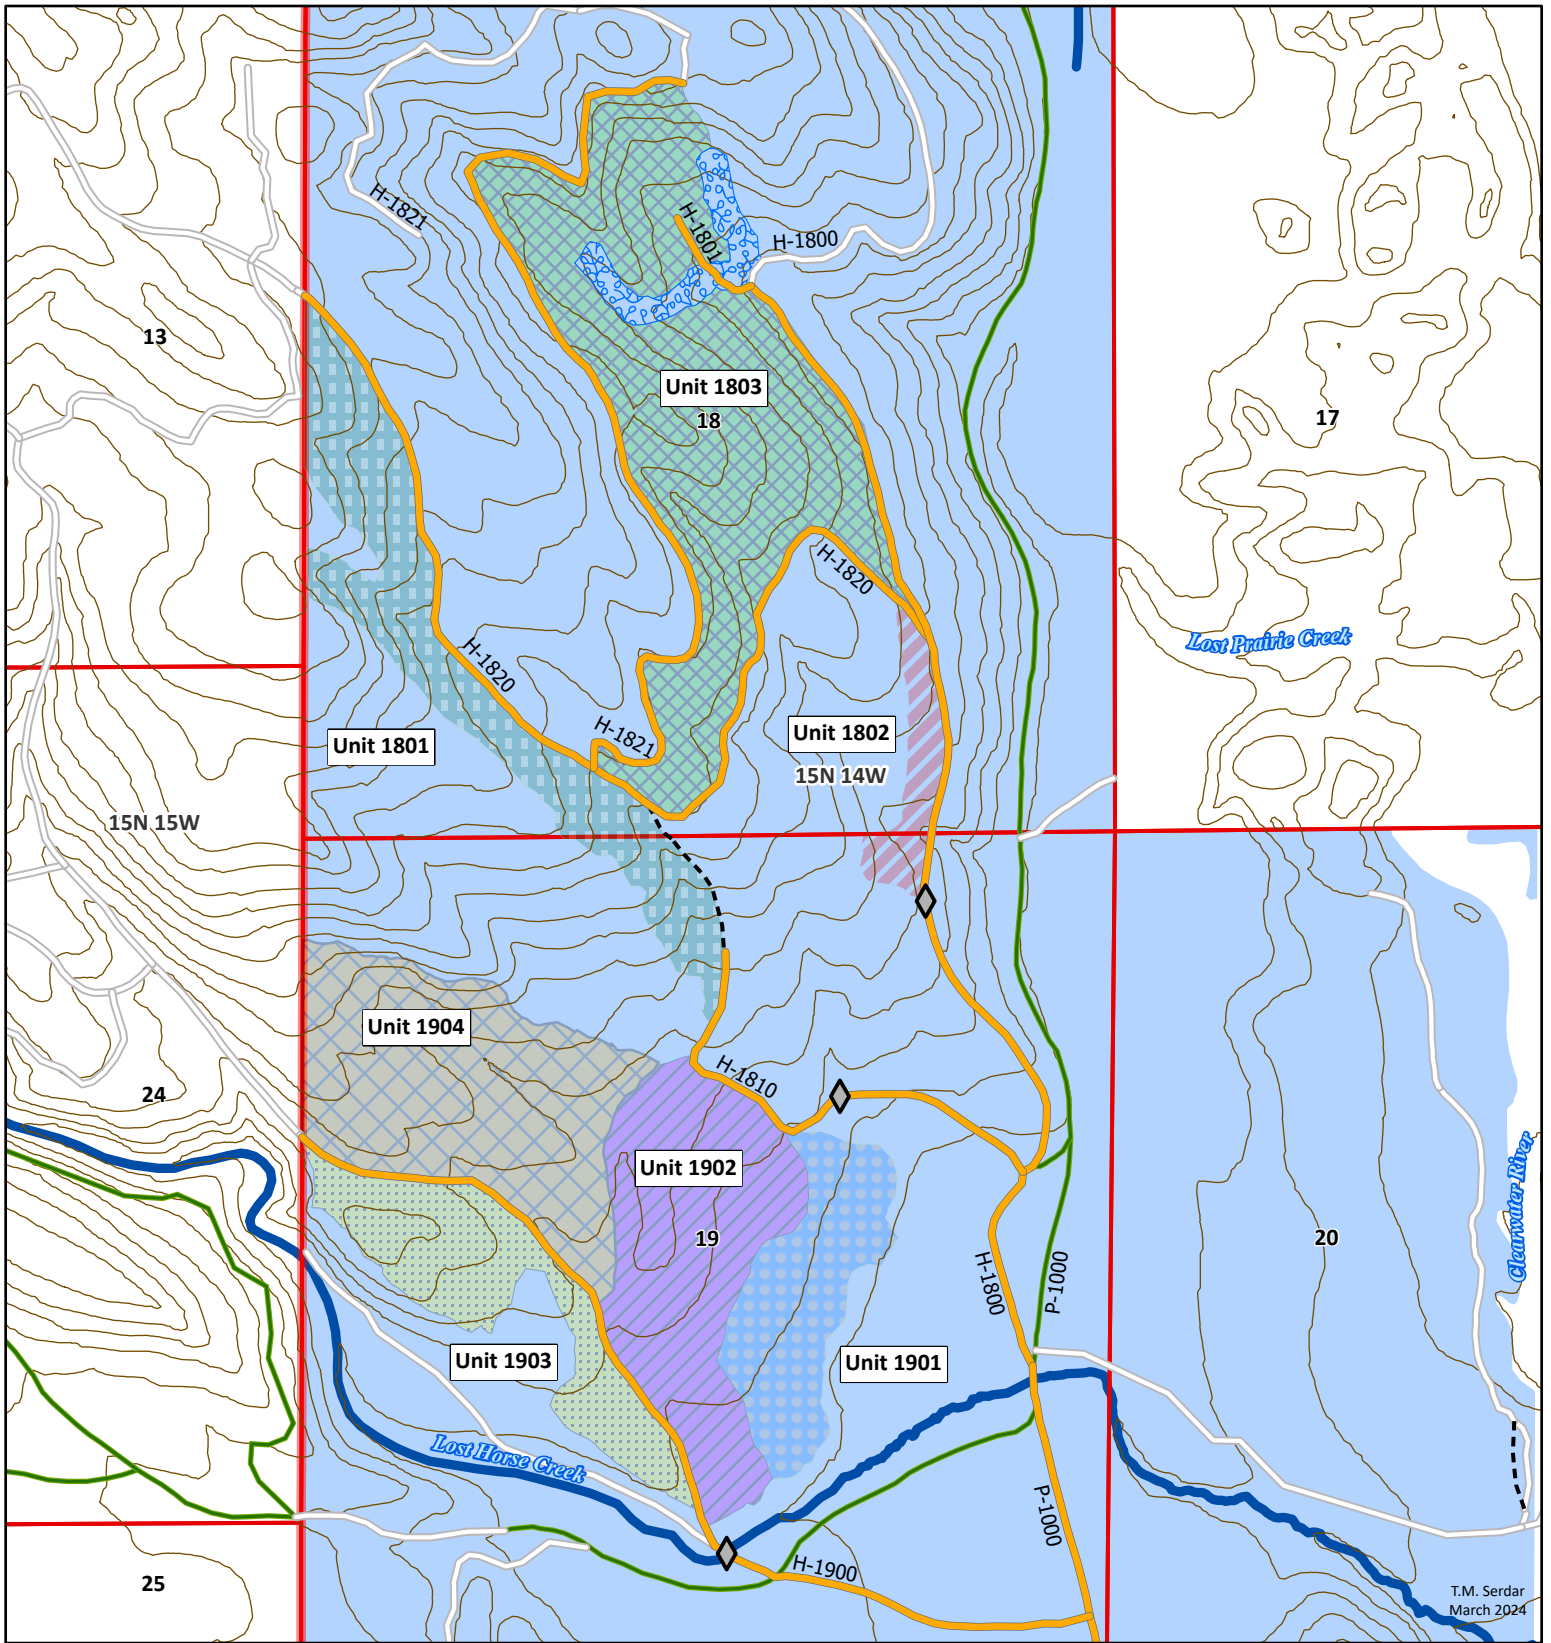 H-1821
H-1801
H-1800
13
Unit 1803
18
17
H-1820
Lost Prairie Creek
H-1820
H-1821
Unit 1801
Unit 1802
15N 14W
15N 15W
Unit 1904
24
H-1810
Unit 1902
Clearwater River
19
20
H-1800
P-1000
Unit 1903
Unit 1901
Lost Horse Creek
P-1000
H-1900
25
T.M. Serdar
March 2024